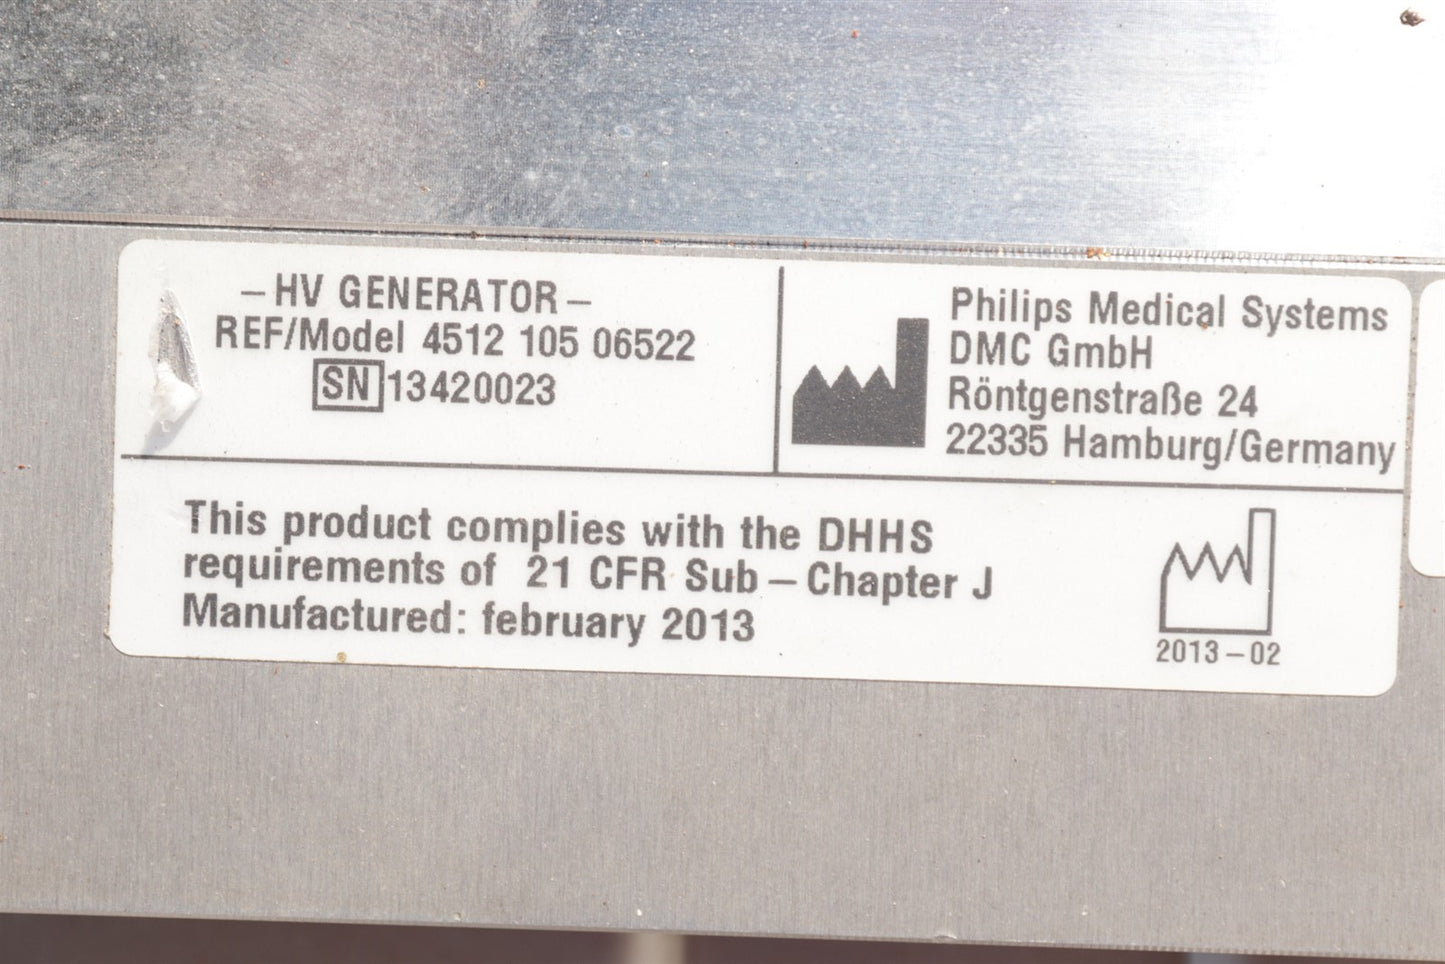 –HV GENERATOR–
REF/Model 4512 105 06522
SN 13420023
Philips Medical Systems
DMC GmbH
Röntgenstraße 24
22335 Hamburg/Germany
This product complies with the DHHS
requirements of 21 CFR Sub–Chapter J
Manufactured: february 2013
2013–02